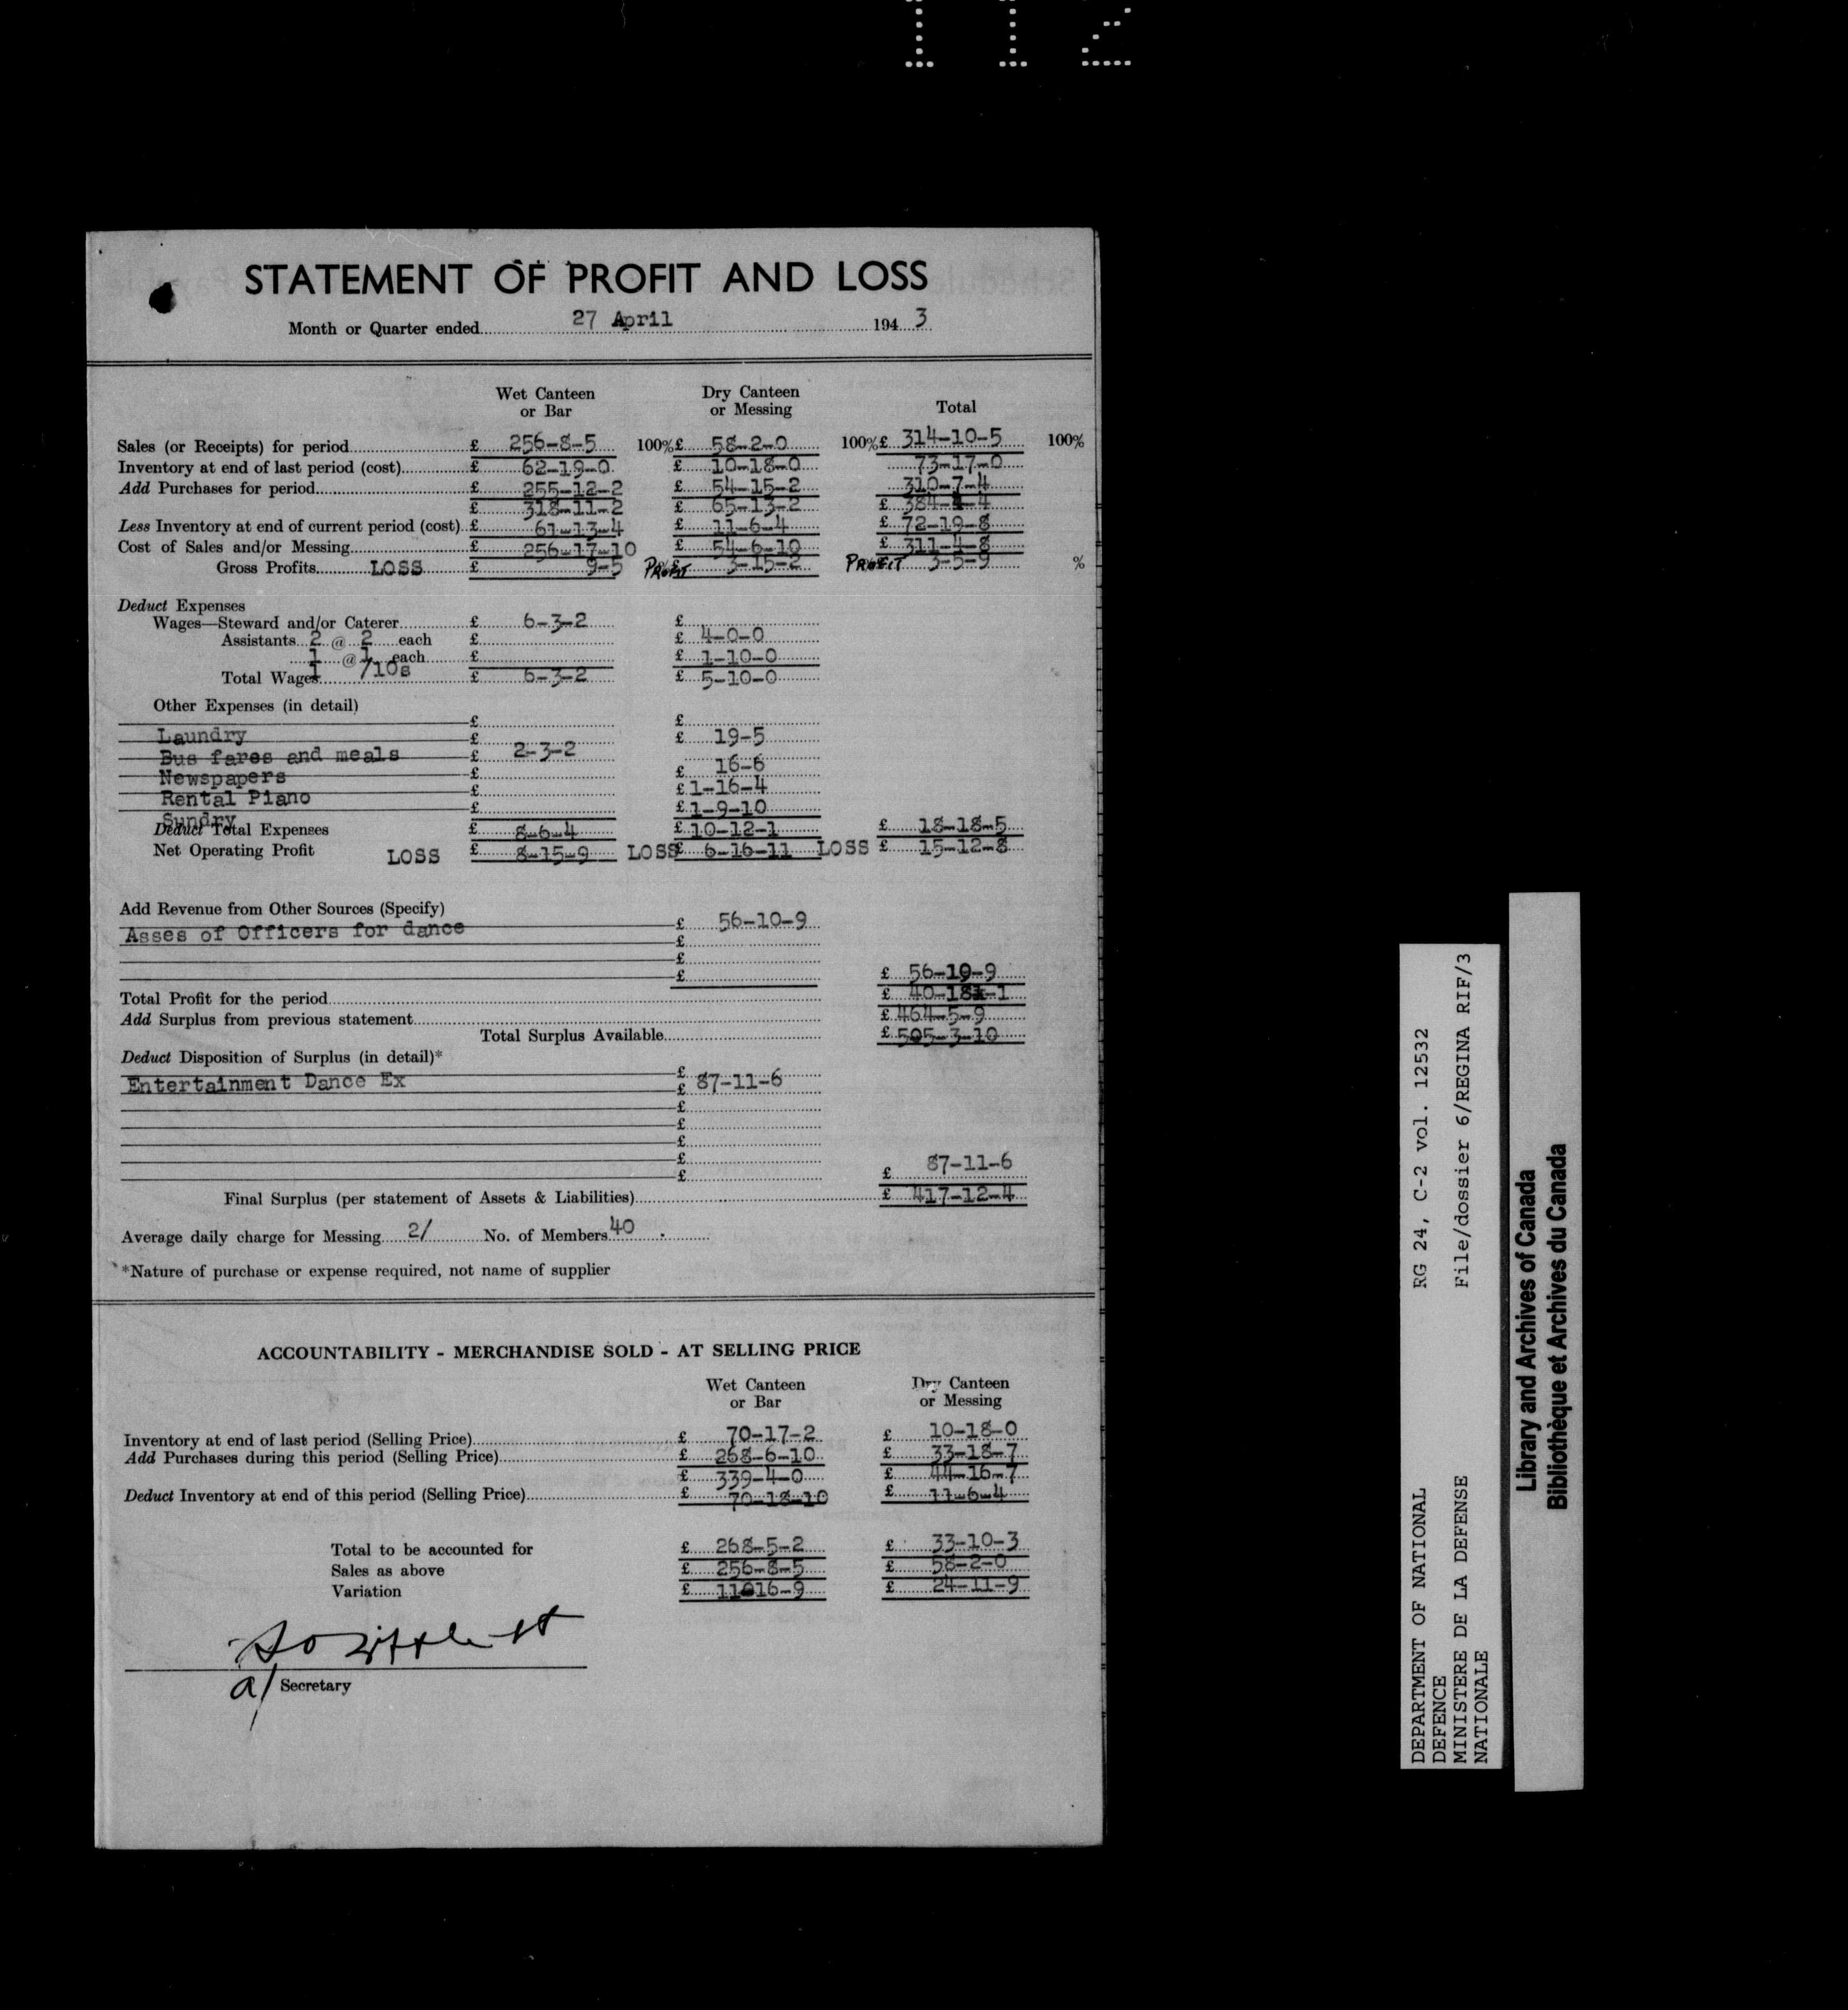 112
STATEMENT OF PROFIT AND LOSS
Month or Quarter ended 27 April 1943
Wet Canteen or Bar Dry Canteen or Messing Total
Sales (or Receipts) for period £ 256-8-5 100% £ 58-2-0 100% £ 314-10-5 100%
Inventory at end of last period (cost) £ 62-19-0 £ 10-18-0 73-17-0
Add Purchases for period £ 255-12-2 £ 54-15-2 310-7-4
£ 318-11-2 £ 65-13-2 £ 384-4-4
Less Inventory at end of current period (cost) £ 61-13-4 £ 11-6-4 £ 72-19-8
Cost of Sales and/or Messing £ 256-17-10 £ 54-6-10 £ 311-4-8
Gross Profits LOSS £ 9-5 PROFIT £ 3-15-2 PROFIT 3-5-9 %
Deduct Expenses
Wages—Steward and/or Caterer £ 6-3-2 £
Assistants 2 @ 2 each £ £ 4-0-0
1 @ 1 each £ £ 1-10-0
1 /10s
Total Wages £ 6-3-2 £ 5-10-0
Other Expenses (in detail)
£ £
Laundry £ £ 19-5
Bus fares and meals £ 2-3-2
Newspapers £ £ 16-6
Rental Piano £ £ 1-16-4
Sundry £ £ 1-9-10
Deduct Total Expenses £ 8-6-4 £ 10-12-1 £ 18-18-5
Net Operating Profit LOSS £ 8-15-9 LOSS £ 6-16-11 LOSS £ 15-12-8
Add Revenue from Other Sources (Specify)
Asses of Officers for dance £ 56-10-9
£
£
£ £ 56-10-9
Total Profit for the period £ 40-18-1
Add Surplus from previous statement £ 464-5-9
Total Surplus Available £ 505-3-10
Deduct Disposition of Surplus (in detail)*
£
Entertainment Dance Ex £ 87-11-6
£
£
£
£
£ £ 87-11-6
Final Surplus (per statement of Assets & Liabilities) £ 417-12-4
Average daily charge for Messing 2/ No. of Members 40
*Nature of purchase or expense required, not name of supplier
ACCOUNTABILITY - MERCHANDISE SOLD - AT SELLING PRICE
Wet Canteen or Bar Dry Canteen or Messing
Inventory at end of last period (Selling Price) £ 70-17-2 £ 10-18-0
Add Purchases during this period (Selling Price) £ 268-6-10 £ 33-18-7
£ 339-4-0 £ 44-16-7
Deduct Inventory at end of this period (Selling Price) £ 70-18-10 £ 11-6-4
Total to be accounted for £ 268-5-2 £ 33-10-3
Sales as above £ 256-8-5 £ 58-2-0
Variation £ 11-16-9 £ 24-11-9
a/ Secretary
DEPARTMENT OF NATIONAL RG 24, C-2 vol. 12532
DEFENCE
MINISTERE DE LA DEFENSE File/dossier 6/REGINA RIF/3
NATIONALE
Library and Archives of Canada
Bibliothèque et Archives du Canada